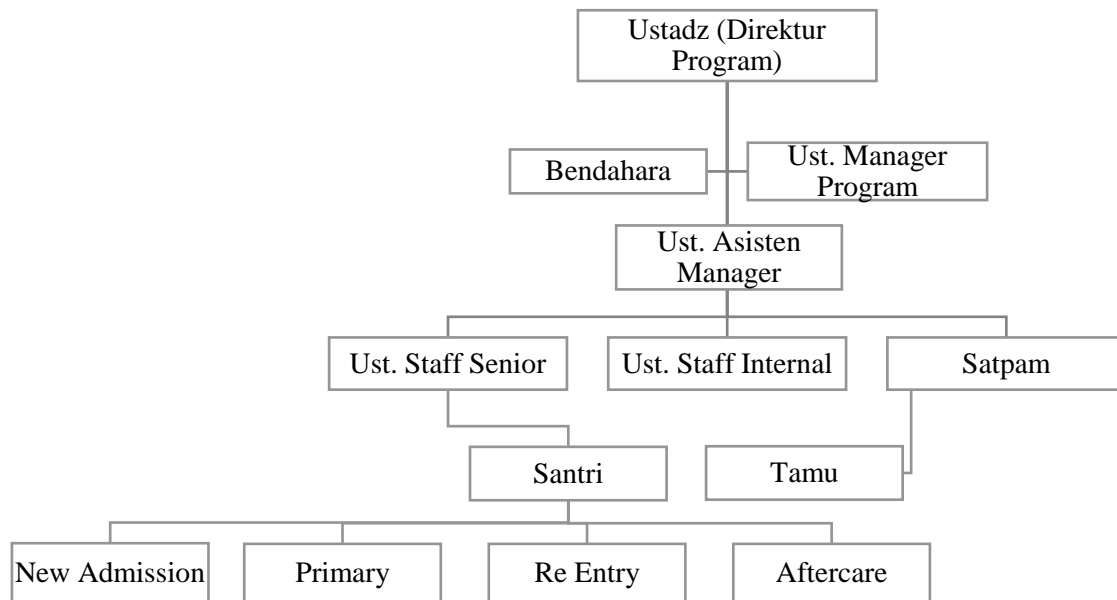 Ustadz (Direktur
Program)
Bendahara
Ust. Manager
Program
Ust. Asisten
Manager
Ust. Staff Senior
Ust. Staff Internal
Satpam
Santri
Tamu
New Admission
Primary
Re Entry
Aftercare